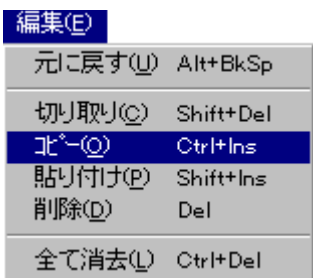 編集(E)
元に戻す(U) Alt+BkSp
切り取り(C) Shift+Del
ｺﾋﾟｰ(O) Ctrl+Ins
貼り付け(P) Shift+Ins
削除(D) Del
全て消去(L) Ctrl+Del